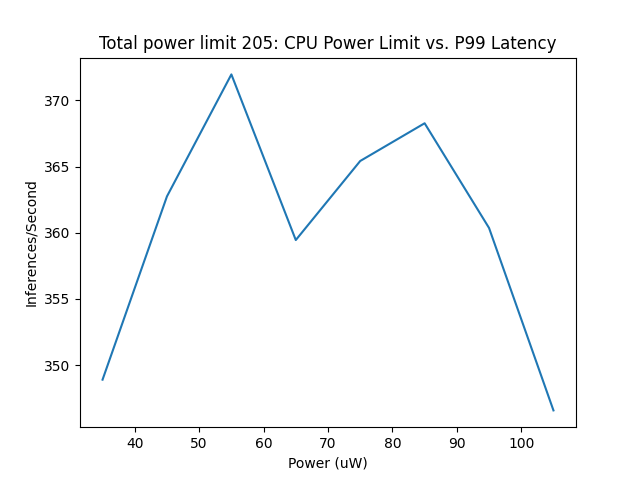 Total power limit 205: CPU Power Limit vs. P99 Latency
Inferences/Second
370
365
360
355
350
40 50 60 70 80 90 100
Power (uW)